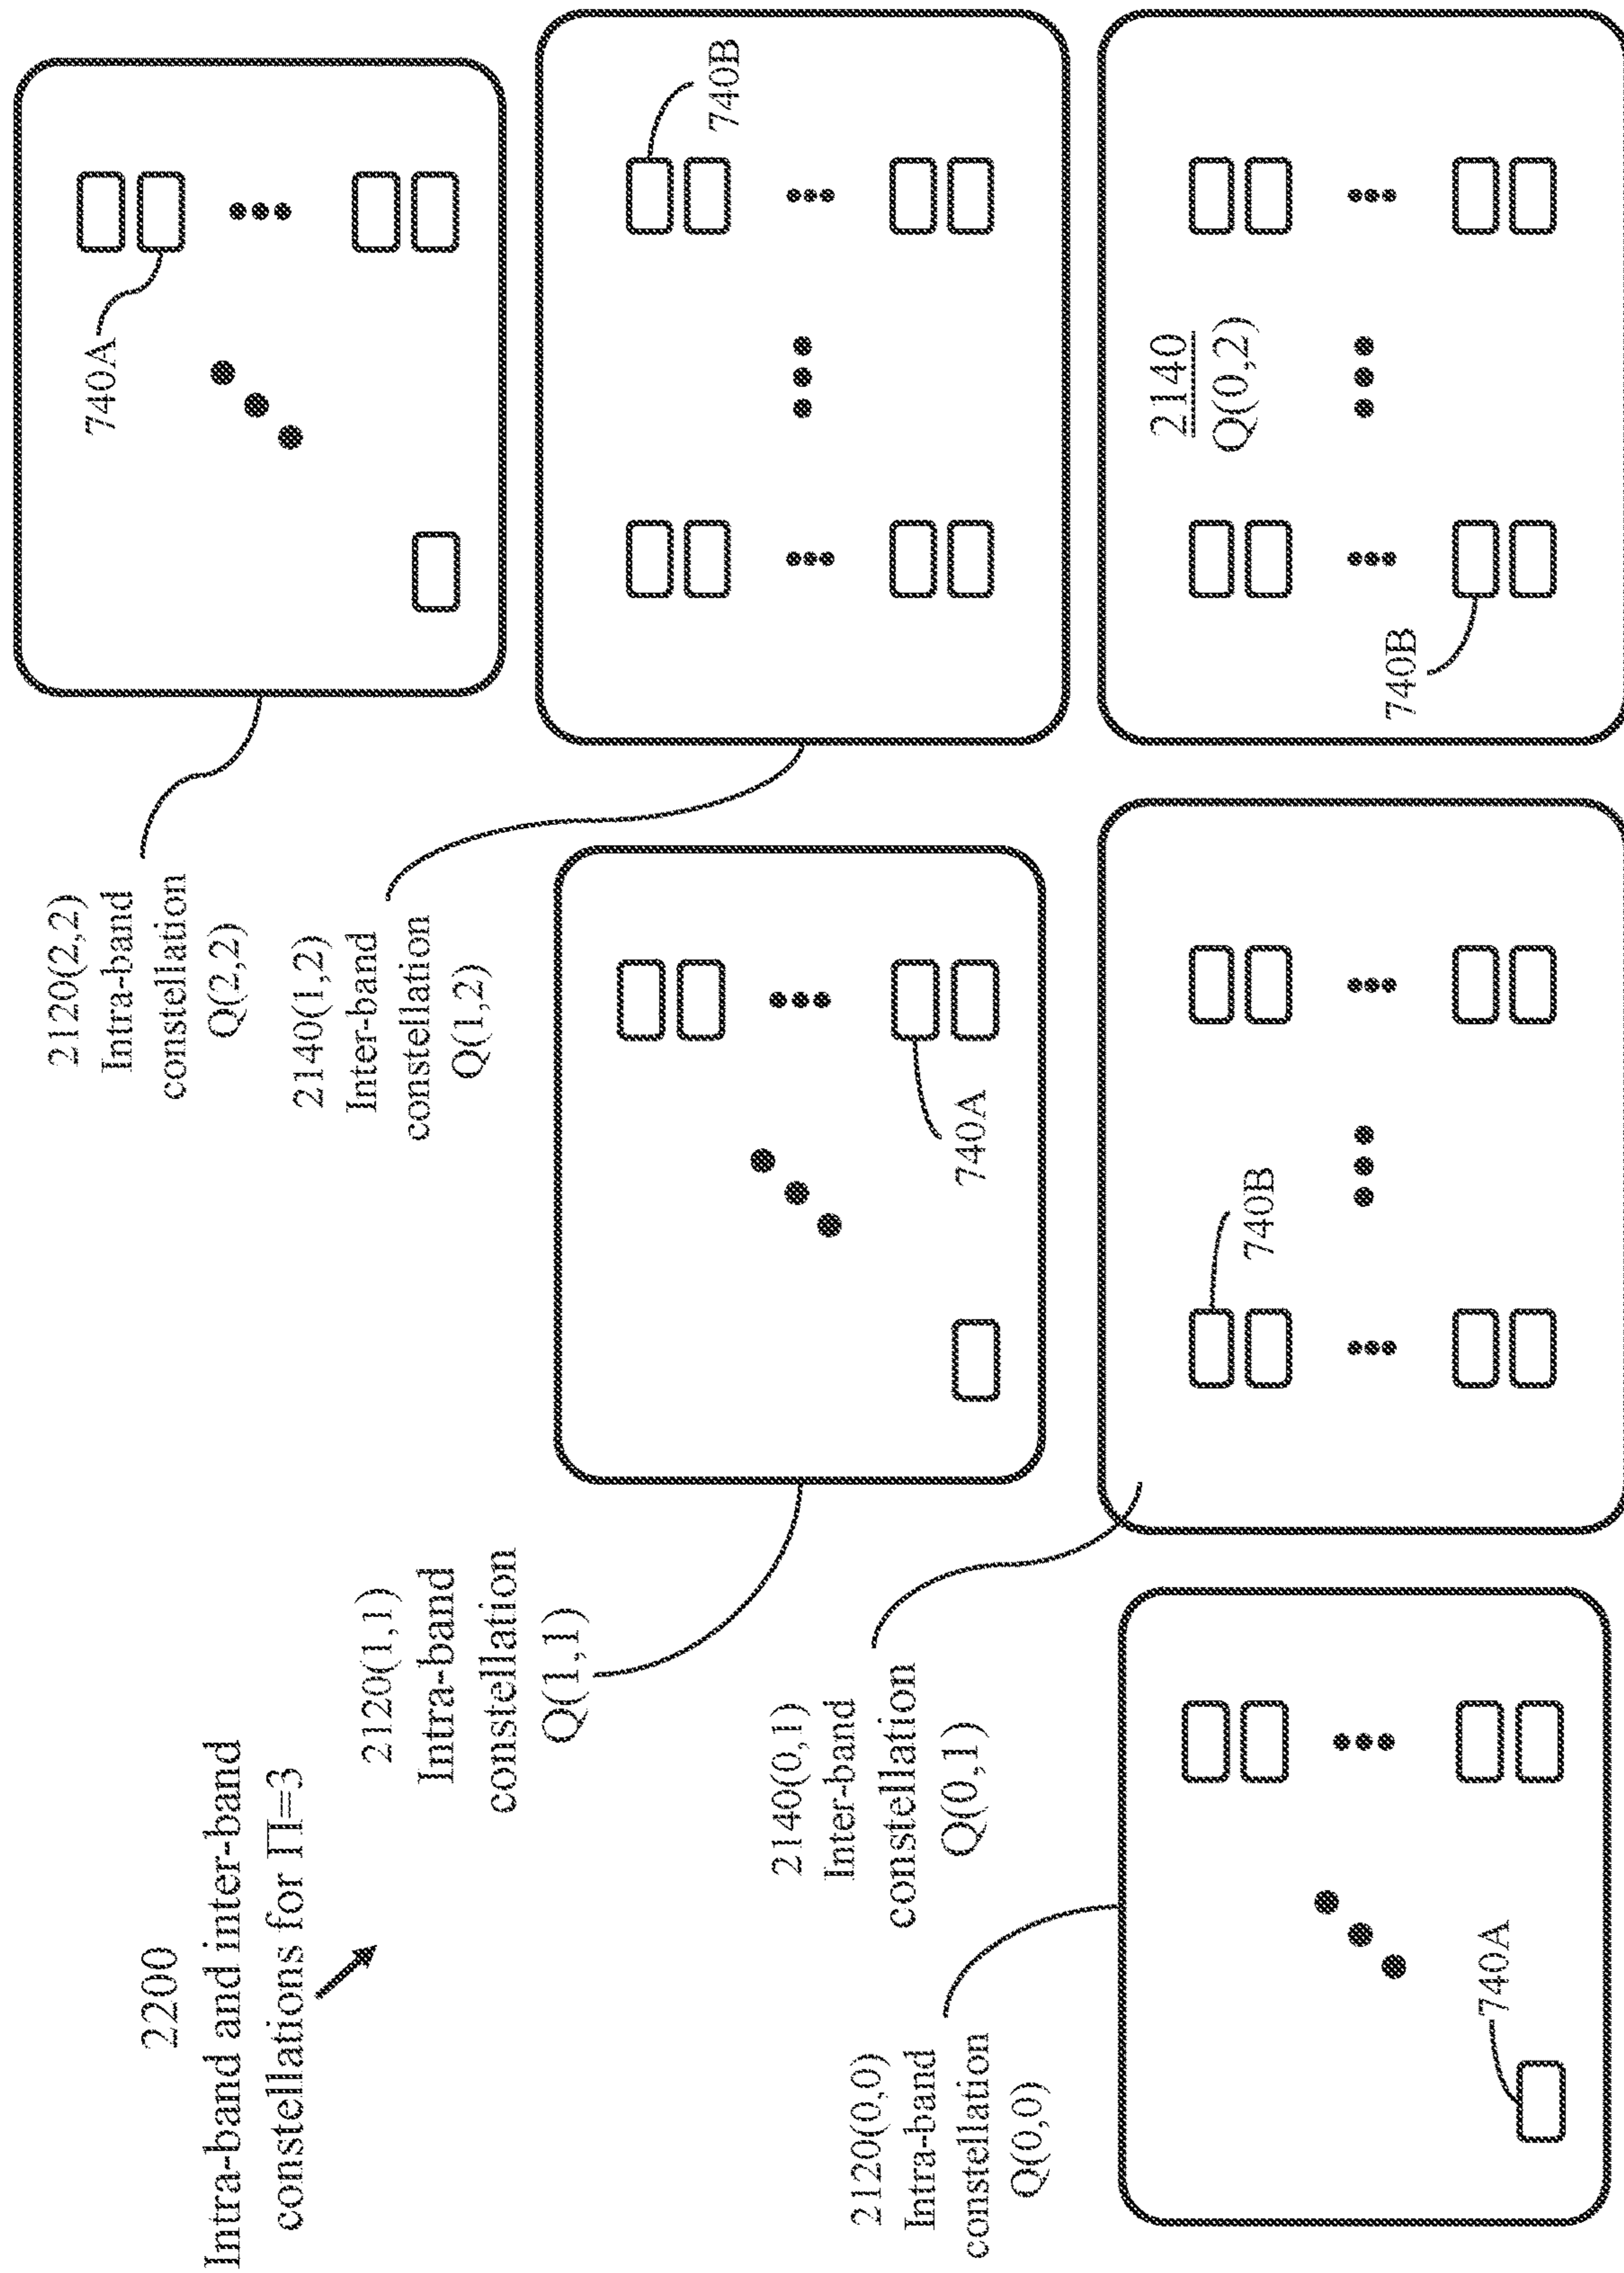 2200
Intra-band and inter-band
constellations for Π=3
2120(2,2)
Intra-band
constellation
Q(2,2)
740A
2140(1,2)
Inter-band
constellation
Q(1,2)
740B
2120(1,1)
Intra-band
constellation
Q(1,1)
740A
2140(0,1)
Inter-band
constellation
Q(0,1)
740B
2140
Q(0,2)
740B
2120(0,0)
Intra-band
constellation
Q(0,0)
740A